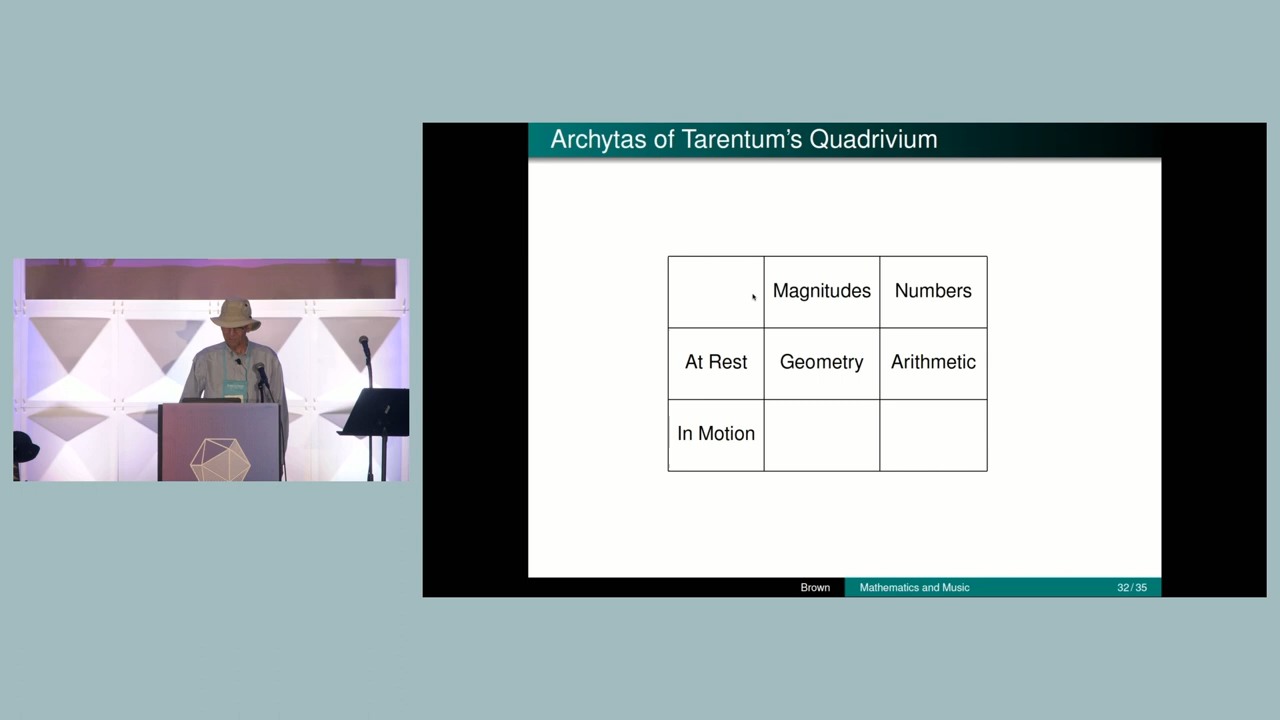 Archytas of Tarentum's Quadrivium
Magnitudes Numbers
At Rest Geometry Arithmetic
In Motion
Brown Mathematics and Music 32/35